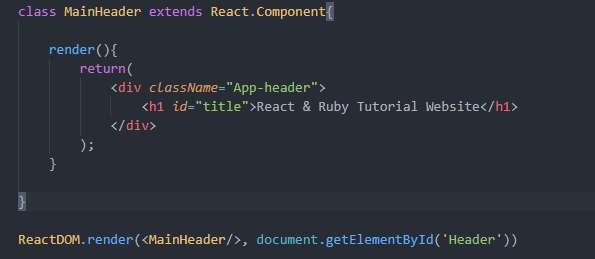 class MainHeader extends React.Component{
render(){
return(
<div className="App-header">
<h1 id="title">React & Ruby Tutorial Website</h1>
</div>
);
}
}
ReactDOM.render(<MainHeader/>, document.getElementById('Header'))